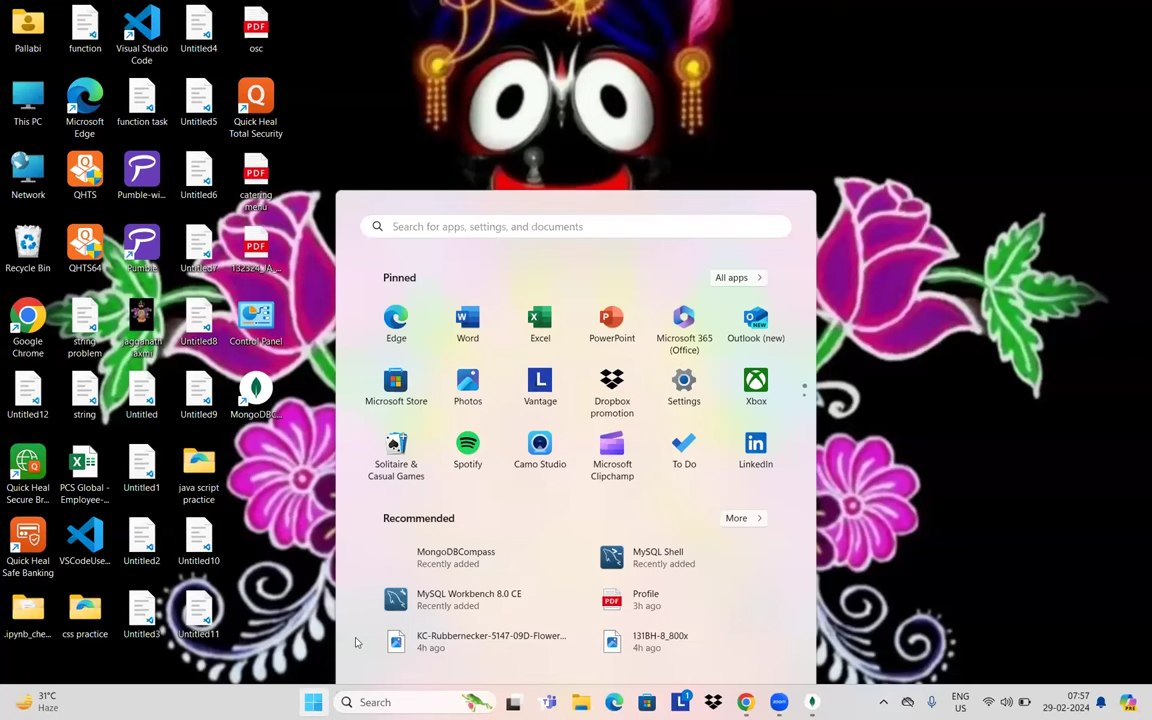 Pallabi
function
Visual Studio
Code
Untitled4
osc
This PC
Microsoft
Edge
function task
Untitled5
Quick Heal
Total Security
Network
QHTS
Pumble-wi...
Untitled6
catering
menu
Recycle Bin
QHTS64
Pumble
Untitled7
132324_JA_...
Google
Chrome
string
problem
jagganath
laxmi
Untitled8
Control Panel
Untitled12
string
Untitled
Untitled9
MongoDBC...
Quick Heal
Secure Br...
PCS Global -
Employee-...
Untitled1
java script
practice
Quick Heal
Safe Banking
VSCodeUse...
Untitled2
Untitled10
.ipynb_che...
css practice
Untitled3
Untitled11
Search for apps, settings, and documents
Pinned
All apps
Edge
Word
Excel
PowerPoint
Microsoft 365
(Office)
Outlook (new)
Microsoft Store
Photos
Vantage
Dropbox
promotion
Settings
Xbox
Solitaire &
Casual Games
Spotify
Camo Studio
Microsoft
Clipchamp
To Do
LinkedIn
Recommended
More
MongoDBCompass
Recently added
MySQL Shell
Recently added
MySQL Workbench 8.0 CE
Recently added
Profile
3h ago
KC-Rubbernecker-5147-09D-Flower...
4h ago
131BH-8_800x
4h ago
31°C
Haze
Search
ENG
US
07:57
29-02-2024